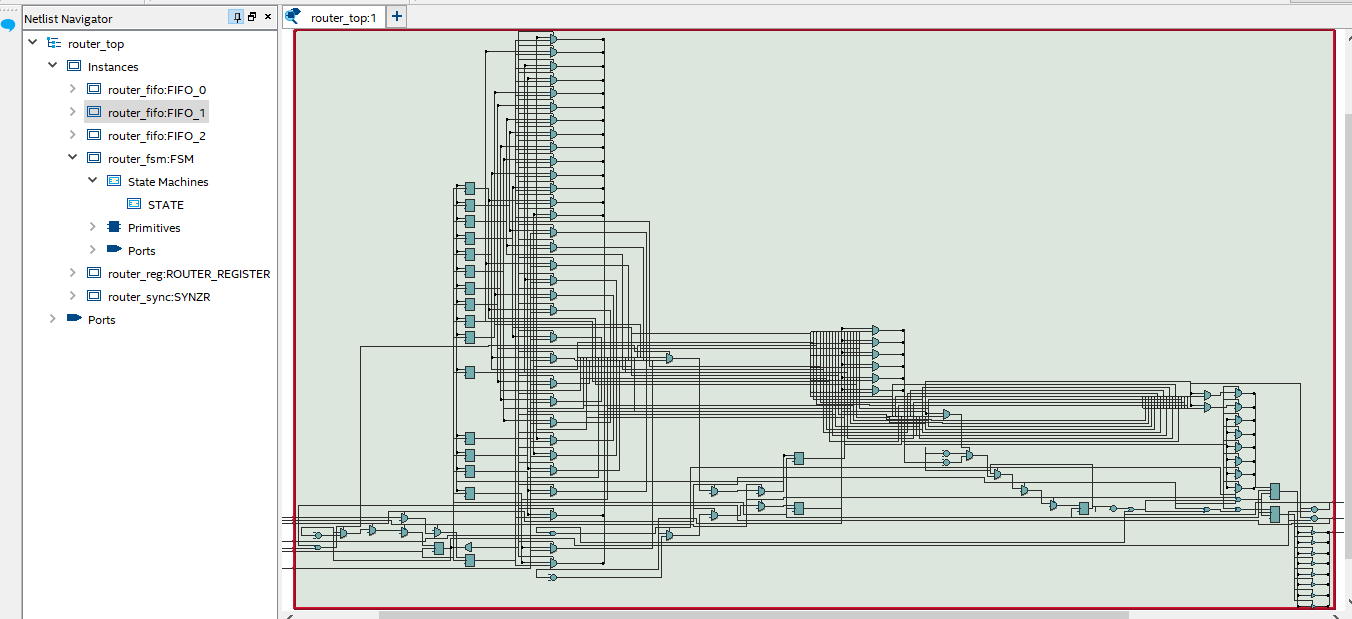 Netlist Navigator
router_top:1
router_top
Instances
router_fifo:FIFO_0
router_fifo:FIFO_1
router_fifo:FIFO_2
router_fsm:FSM
State Machines
STATE
Primitives
Ports
router_reg:ROUTER_REGISTER
router_sync:SYNZR
Ports